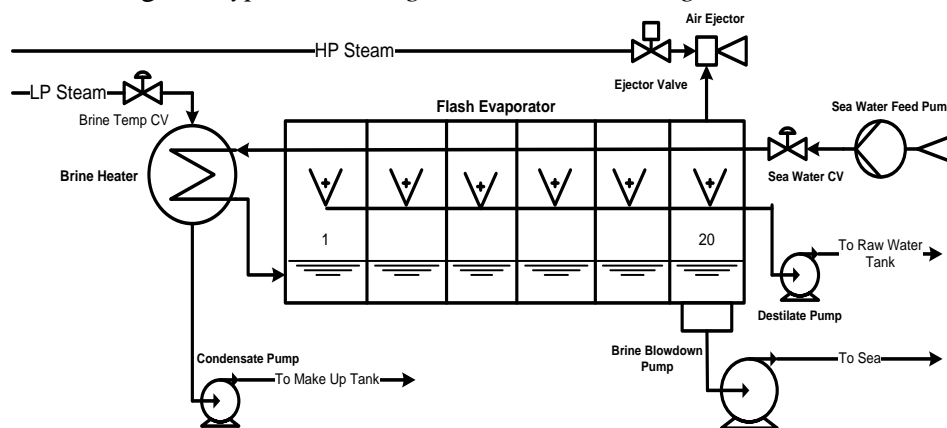 Air Ejector
HP Steam
Ejector Valve
LP Steam
Brine Temp CV
Flash Evaporator
Sea Water Feed Pum
Sea Water CV
Brine Heater
+ + + + + +
1
20
To Raw Water
Tank
Destilate Pump
Condensate Pump
To Make Up Tank
Brine Blowdown
Pump
To Sea